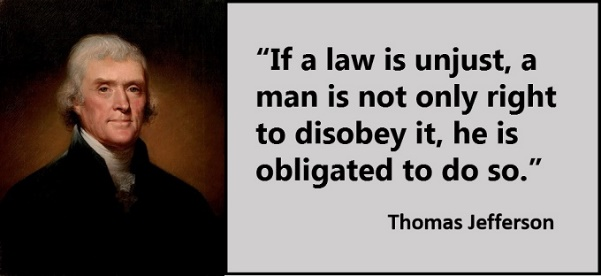 “If a law is unjust, a
man is not only right
to disobey it, he is
obligated to do so.”
Thomas Jefferson